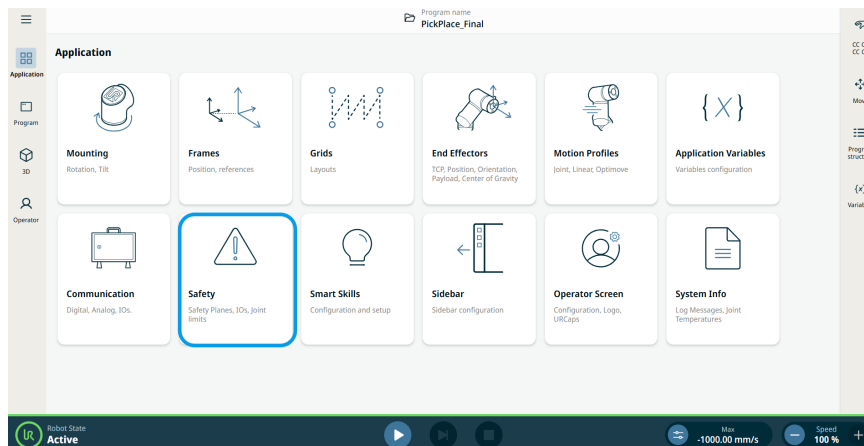 Program name
PickPlace_Final
Application
Application
Program
3D
Operator
Mounting
Rotation, Tilt
Frames
Position, references
Grids
Layouts
End Effectors
TCP, Position, Orientation,
Payload, Center of Gravity
Motion Profiles
Joint, Linear, Optimove
Application Variables
Variables configuration
Communication
Digital, Analog, IOs.
Safety
Safety Planes, IOs, Joint
limits
Smart Skills
Configuration and setup
Sidebar
Sidebar configuration
Operator Screen
Configuration, Logo,
URCaps
System Info
Log Messages, Joint
Temperatures
Robot State
Active
Max
-1000.00 mm/s
Speed
100 %